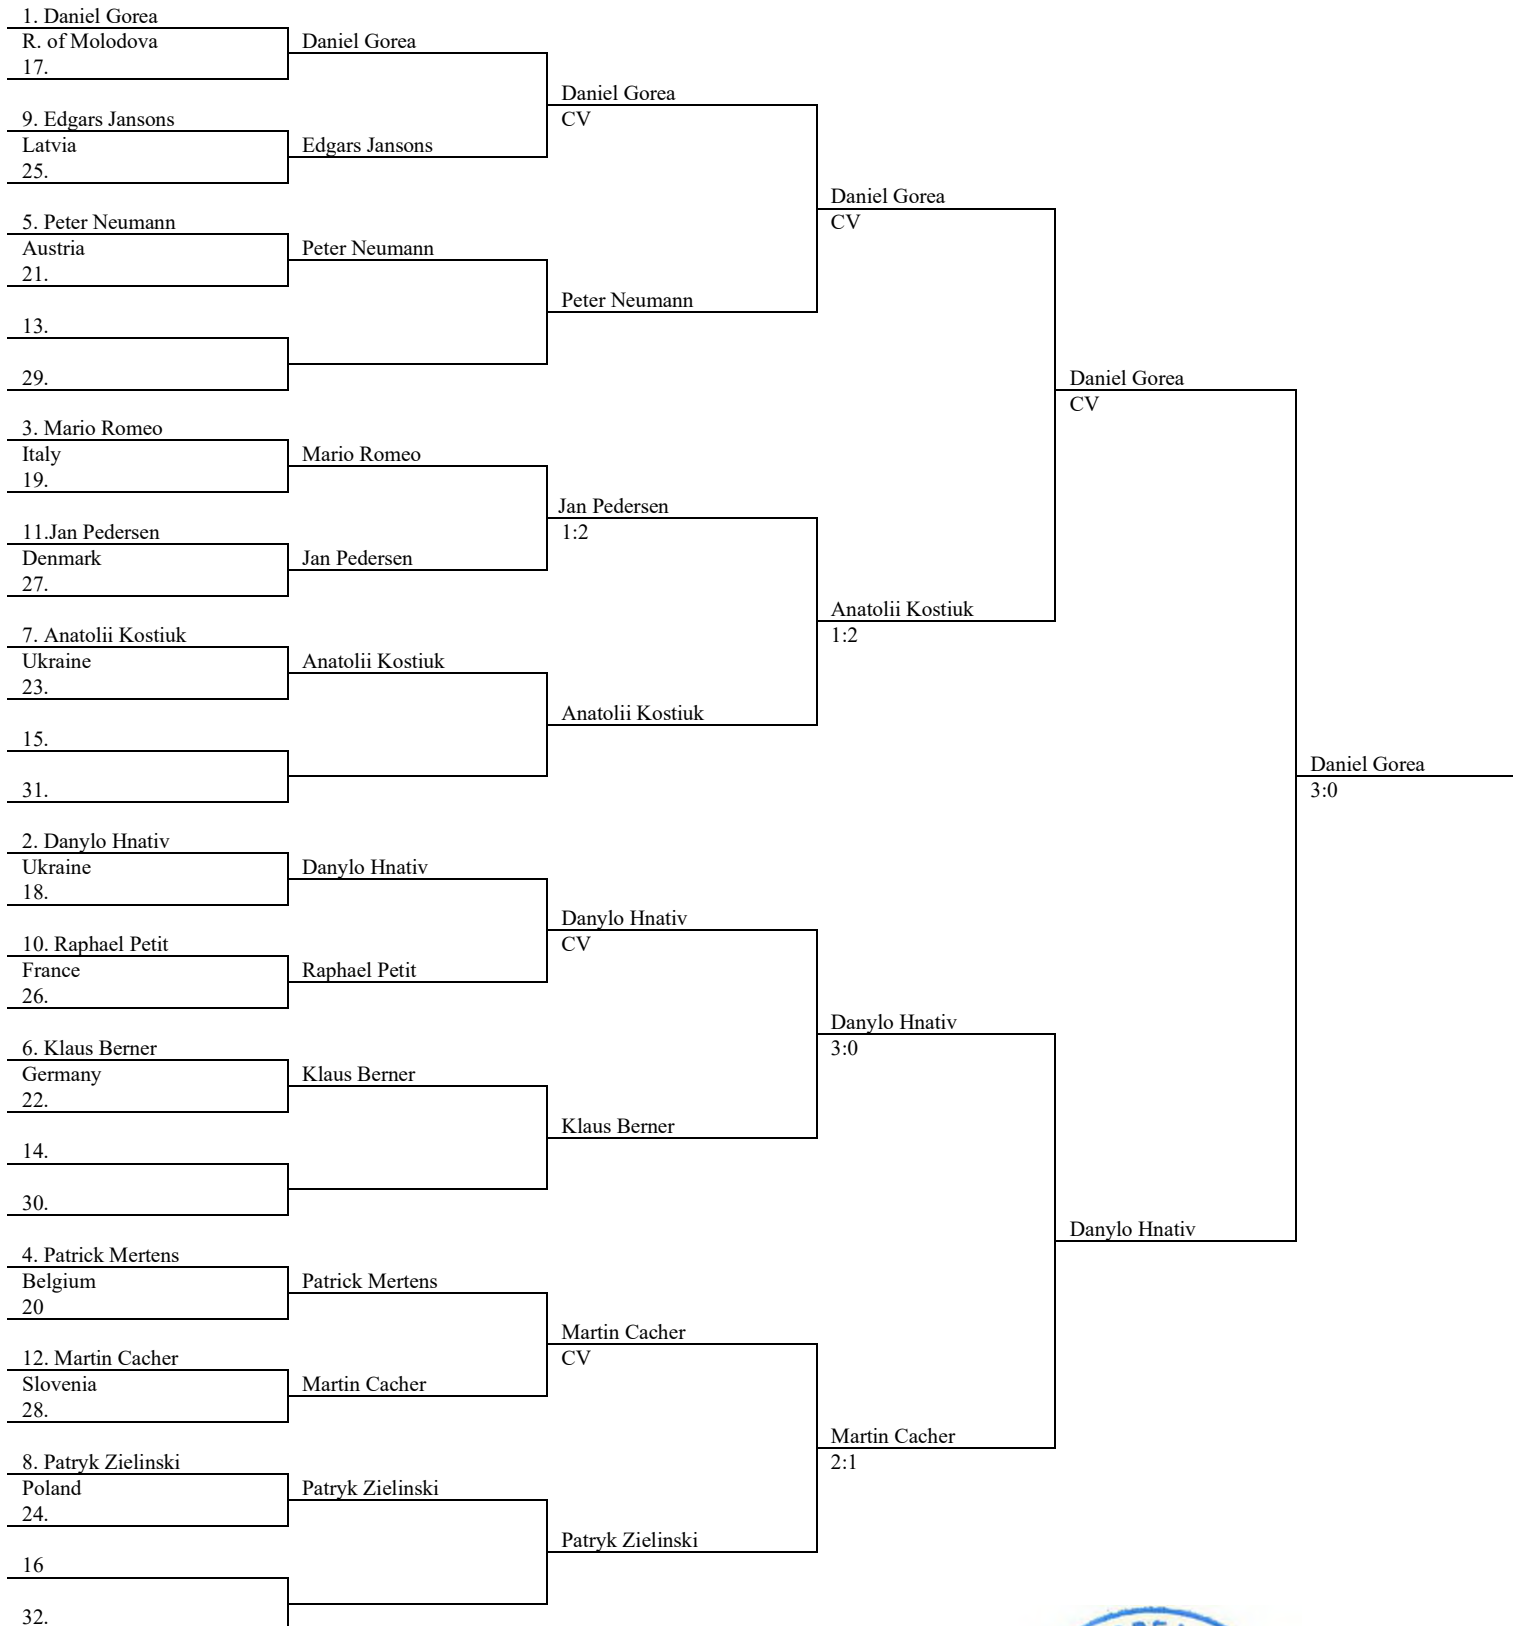 1. Daniel Gorea
R. of Molodova
17.
9. Edgars Jansons
Latvia
25.
5. Peter Neumann
Austria
21.
13.
29.
3. Mario Romeo
Italy
19.
11.Jan Pedersen
Denmark
27.
7. Anatolii Kostiuk
Ukraine
23.
15.
31.
2. Danylo Hnativ
Ukraine
18.
10. Raphael Petit
France
26.
6. Klaus Berner
Germany
22.
14.
30.
4. Patrick Mertens
Belgium
20
12. Martin Cacher
Slovenia
28.
8. Patryk Zielinski
Poland
24.
16
32.
Daniel Gorea
Edgars Jansons
Peter Neumann
Mario Romeo
Jan Pedersen
Anatolii Kostiuk
Danylo Hnativ
Raphael Petit
Klaus Berner
Patrick Mertens
Martin Cacher
Patryk Zielinski
Daniel Gorea
CV
Peter Neumann
Jan Pedersen
1:2
Anatolii Kostiuk
Danylo Hnativ
CV
Klaus Berner
Martin Cacher
CV
Patryk Zielinski
Daniel Gorea
CV
Anatolii Kostiuk
1:2
Danylo Hnativ
3:0
Martin Cacher
2:1
Daniel Gorea
CV
Danylo Hnativ
Daniel Gorea
3:0